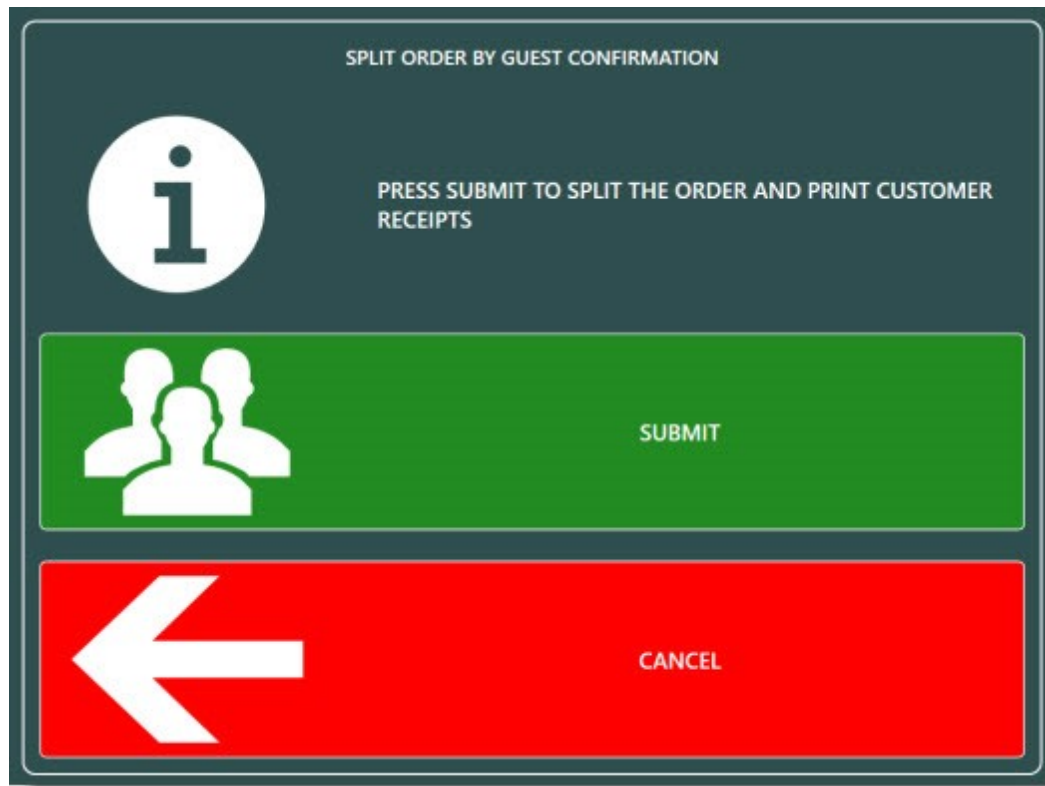 SPLIT ORDER BY GUEST CONFIRMATION
PRESS SUBMIT TO SPLIT THE ORDER AND PRINT CUSTOMER
RECEIPTS
SUBMIT
CANCEL